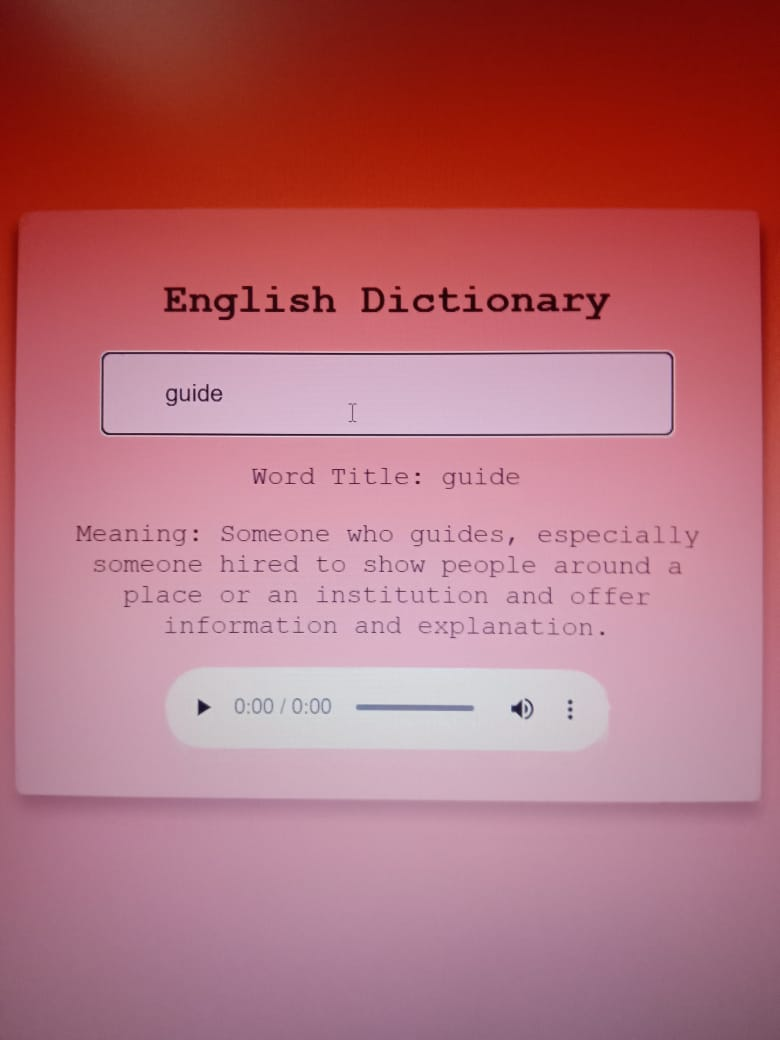 English Dictionary
guide
Word Title: guide
Meaning: Someone who guides, especially
someone hired to show people around a
place or an institution and offer
information and explanation.
0:00 / 0:00